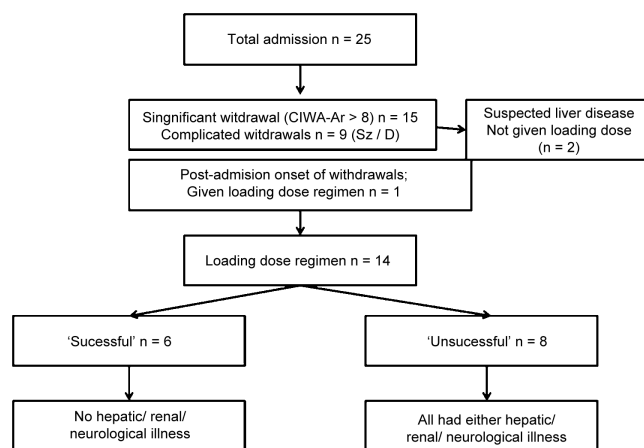 Total admission n = 25
Singnificant witdrawal (CIWA-Ar > 8) n = 15
Complicated witdrawals n = 9 (Sz / D)
Suspected liver disease
Not given loading dose
(n = 2)
Post-admision onset of withdrawals;
Given loading dose regimen n = 1
Loading dose regimen n = 14
‘Sucessful’ n = 6
‘Unsucessful’ n = 8
No hepatic/ renal/
neurological illness
All had either hepatic/
renal/ neurological illness